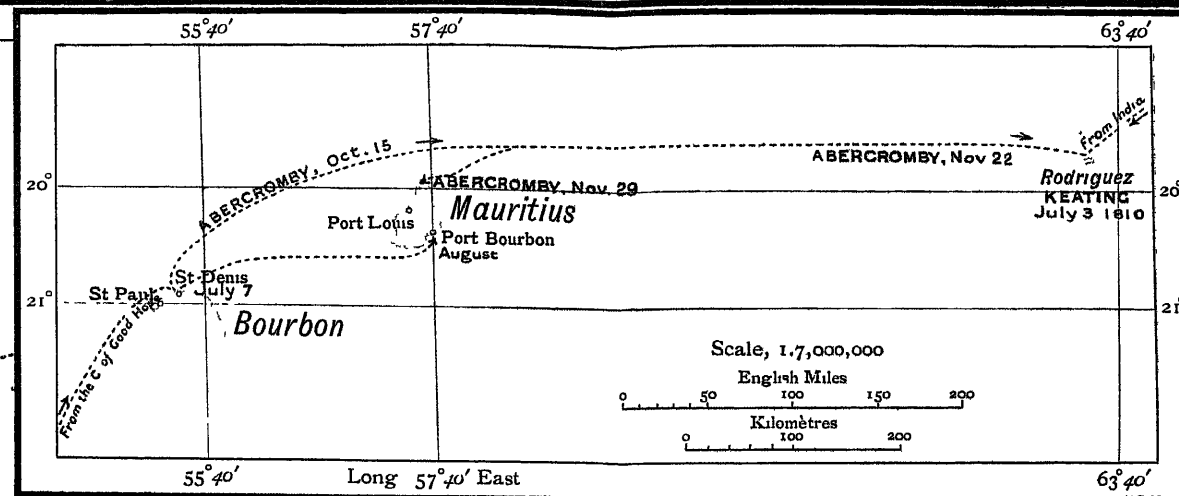 55°40′ 57°40′ 63°40′
From India
ABERCROMBY, Oct. 15
ABERCROMBY, Nov 22
20°
ABERCROMBY, Nov. 29
Rodriguez
20°
KEATING
July 3 1810
Mauritius
Port Louis
Port Bourbon
August
St Denis
July 7
St Paul
21°
21°
Bourbon
From the C of Good Hope
Scale, 1.7,000,000
English Miles
0 50 100 150 200
Kilomètres
0 100 200
55°40′ Long 57°40′ East 63°40′